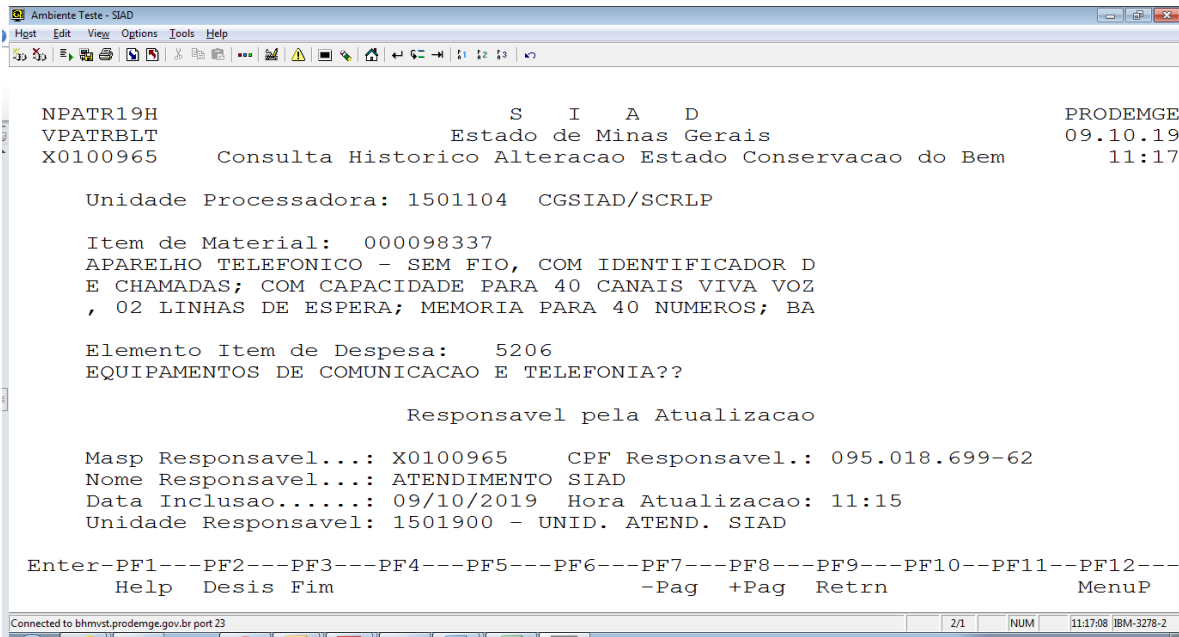 Ambiente Teste - SIAD
Host Edit View Options Tools Help
NPATR19H S I A D PRODEMGE
VPATRBLT Estado de Minas Gerais 09.10.19
X0100965 Consulta Historico Alteracao Estado Conservacao do Bem 11:17
Unidade Processadora: 1501104 CGSIAD/SCRLP
Item de Material: 000098337
APARELHO TELEFONICO - SEM FIO, COM IDENTIFICADOR D
E CHAMADAS; COM CAPACIDADE PARA 40 CANAIS VIVA VOZ
, 02 LINHAS DE ESPERA; MEMORIA PARA 40 NUMEROS; BA
Elemento Item de Despesa: 5206
EQUIPAMENTOS DE COMUNICACAO E TELEFONIA??
Responsavel pela Atualizacao
Masp Responsavel...: X0100965 CPF Responsavel.: 095.018.699-62
Nome Responsavel...: ATENDIMENTO SIAD
Data Inclusao......: 09/10/2019 Hora Atualizacao: 11:15
Unidade Responsavel: 1501900 - UNID. ATEND. SIAD
Enter-PF1---PF2---PF3---PF4---PF5---PF6---PF7---PF8---PF9---PF10--PF11--PF12---
Help Desis Fim -Pag +Pag Retrn MenuP
Connected to bhmvst.prodemge.gov.br port 23 2/1 NUM 11:17:08 IBM-3278-2